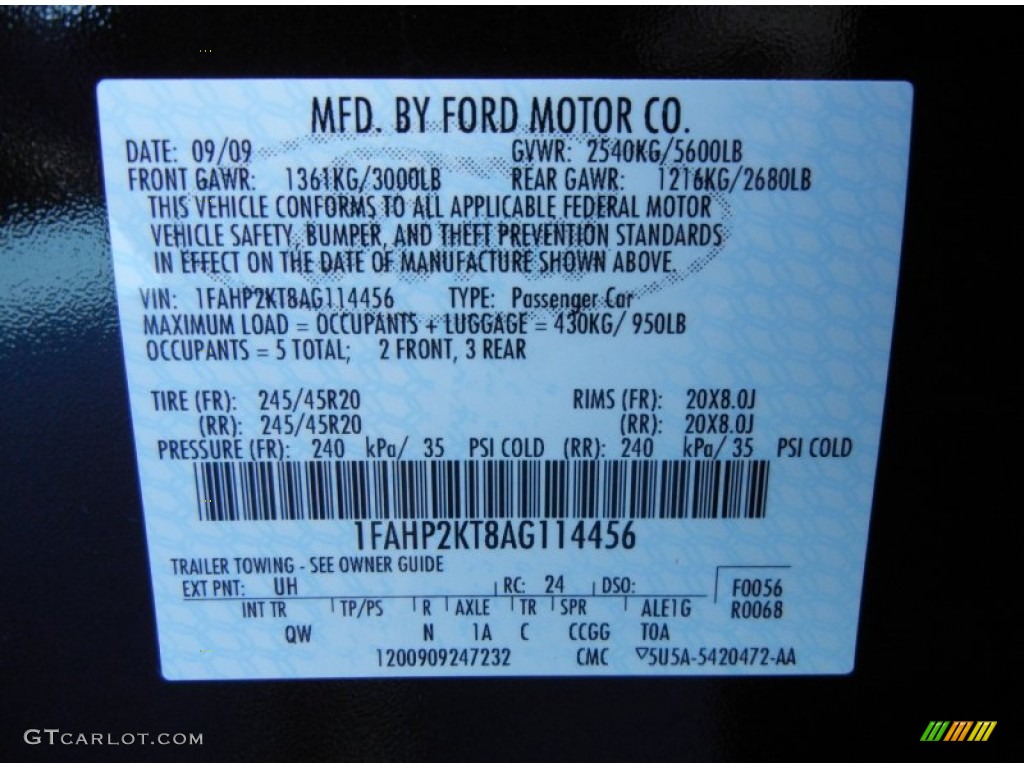 MFD. BY FORD MOTOR CO.
DATE: 09/09 GVWR: 2540KG/5600LB
FRONT GAWR: 1361KG/3000LB REAR GAWR: 1216KG/2680LB
THIS VEHICLE CONFORMS TO ALL APPLICABLE FEDERAL MOTOR
VEHICLE SAFETY, BUMPER, AND THEFT PREVENTION STANDARDS
IN EFFECT ON THE DATE OF MANUFACTURE SHOWN ABOVE.
VIN: 1FAHP2KT8AG114456 TYPE: Passenger Car
MAXIMUM LOAD = OCCUPANTS + LUGGAGE = 430KG/ 950LB
OCCUPANTS = 5 TOTAL; 2 FRONT, 3 REAR
TIRE (FR): 245/45R20 RIMS (FR): 20X8.0J
(RR): 245/45R20 (RR): 20X8.0J
PRESSURE (FR): 240 kPa/ 35 PSI COLD (RR): 240 kPa/ 35 PSI COLD
1FAHP2KT8AG114456
TRAILER TOWING - SEE OWNER GUIDE
EXT PNT: UH RC: 24 DSO: F0056
INT TR TP/PS R AXLE TR SPR ALE1G R0068
QW N 1A C CCGG TOA
1200909247232 CMC ▽5U5A-5420472-AA
GTCARLOT.COM